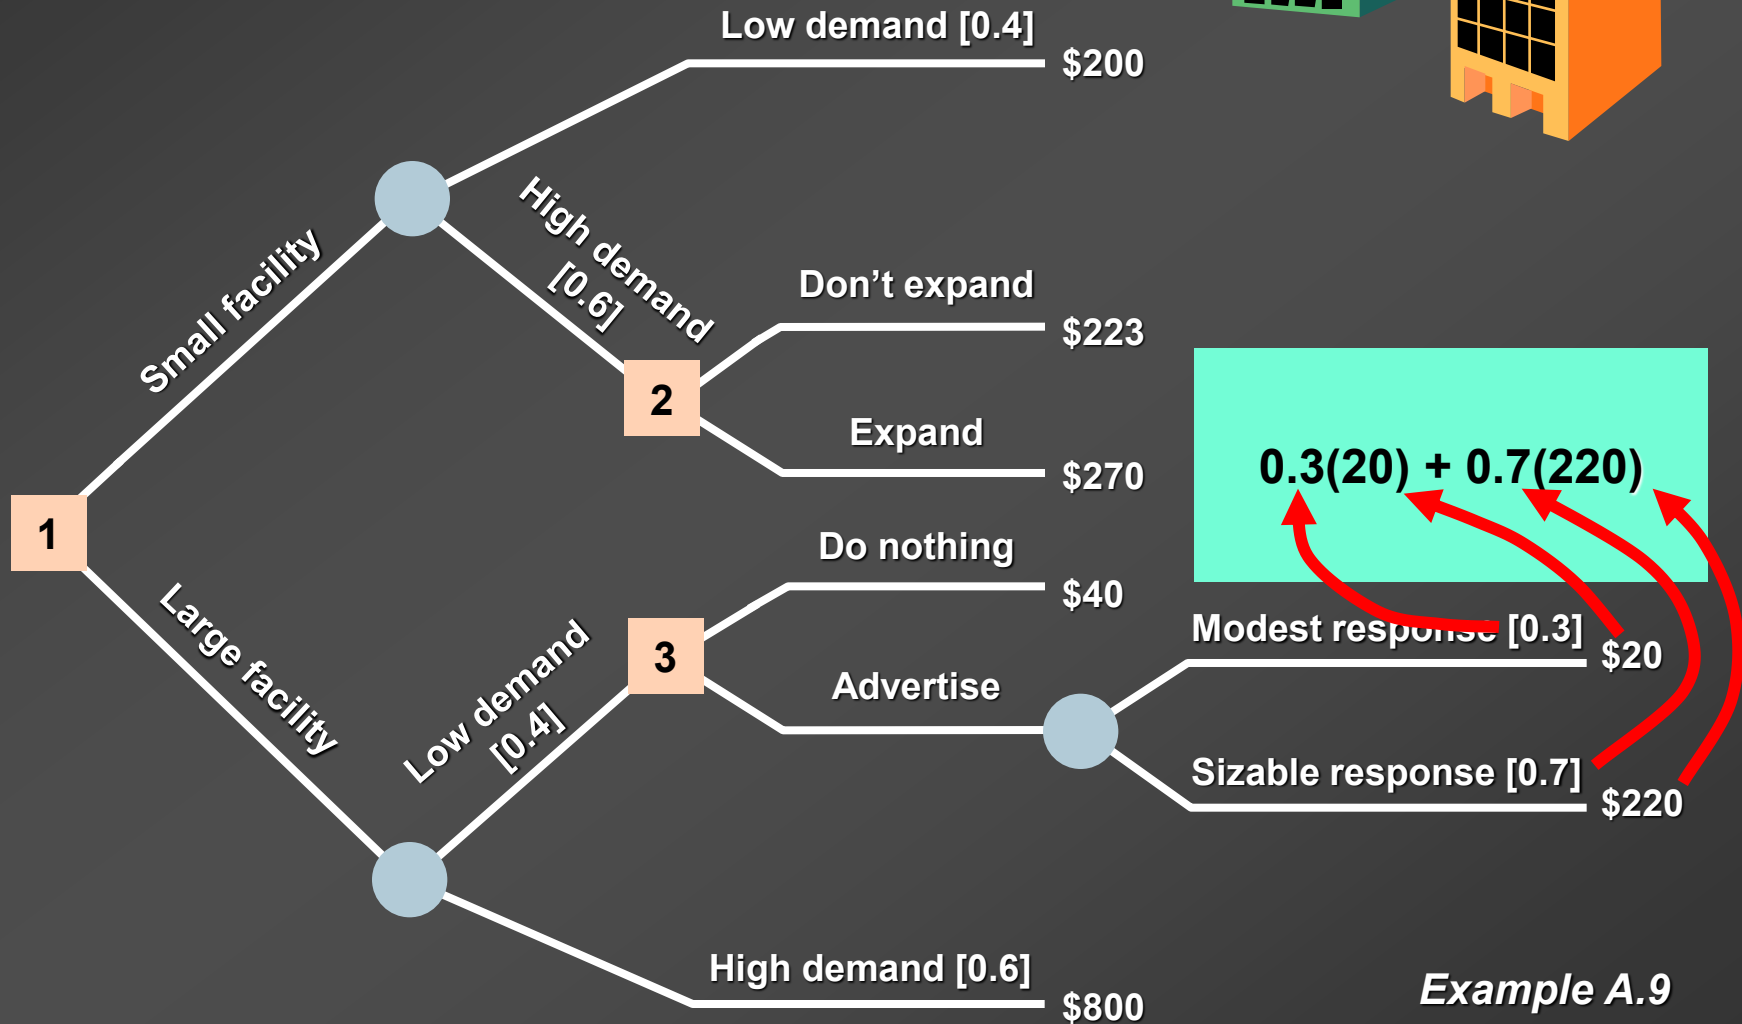 Low demand [0.4]
$200
High demand
[0.6]
Small facility
Don’t expand
$223
2
Expand
$270
0.3(20) + 0.7(220)
1
Do nothing
$40
Large facility
Low demand
[0.4]
3
Modest response [0.3]
$20
Advertise
Sizable response [0.7]
$220
High demand [0.6]
$800
Example A.9